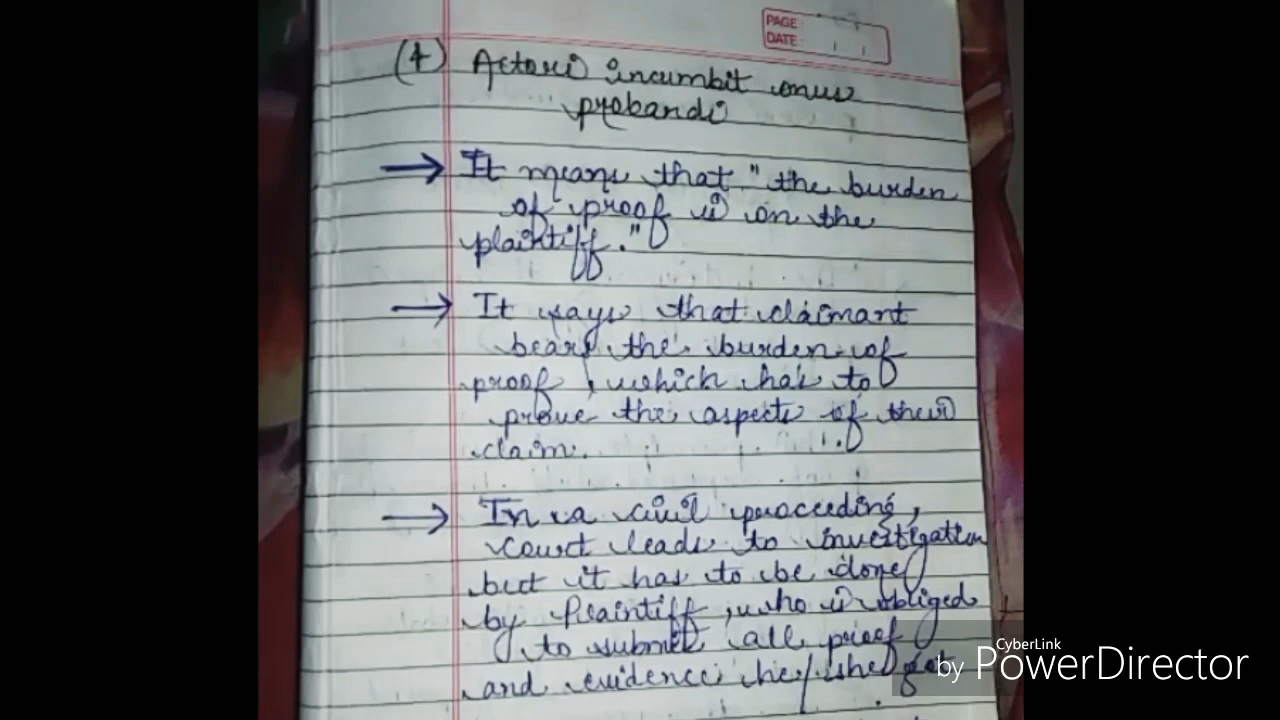 PAGE
DATE
(4) Actori incumbit onus
probandi
→ It means that "the burden
of proof is on the
plaintiff."
→ It says that claimant
bears the burden of
proof, which has to
prove the aspects of their
claim.
→ In a civil proceeding,
court leads to investigation
but it has to be done
by Plaintiff, who is obliged
to submit all proof
and evidence he/she get
CyberLink
by PowerDirector